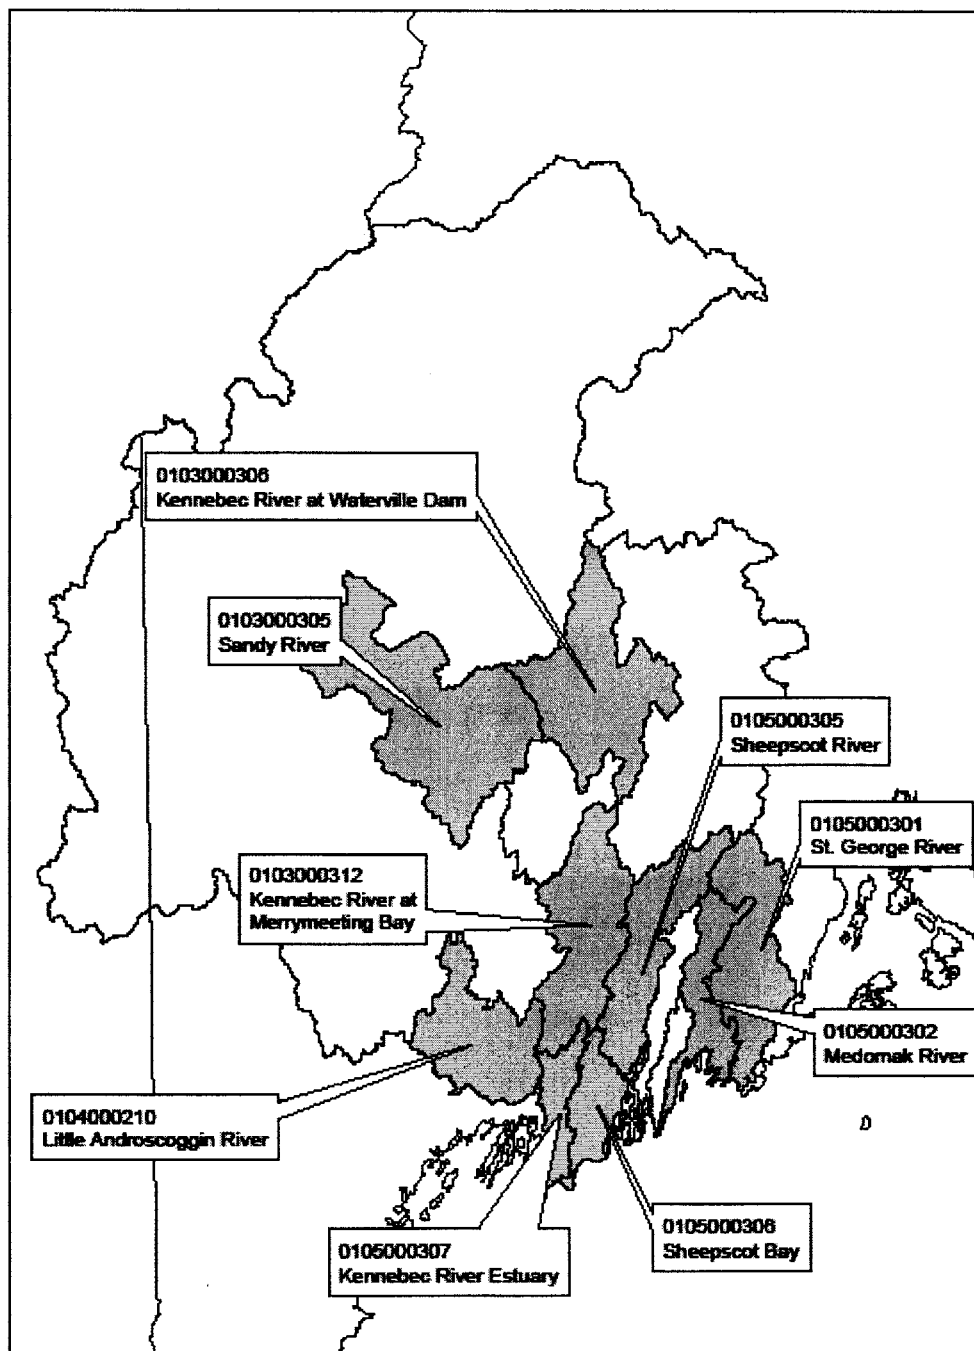 0103000306
Kennebec River at Waterville Dam
0103000305
Sandy River
0105000305
Sheepscot River
0105000301
St. George River
0103000312
Kennebec River at
Merrymeeting Bay
0105000302
Medomak River
0104000210
Little Androscoggin River
0105000306
Sheepscot Bay
0105000307
Kennebec River Estuary